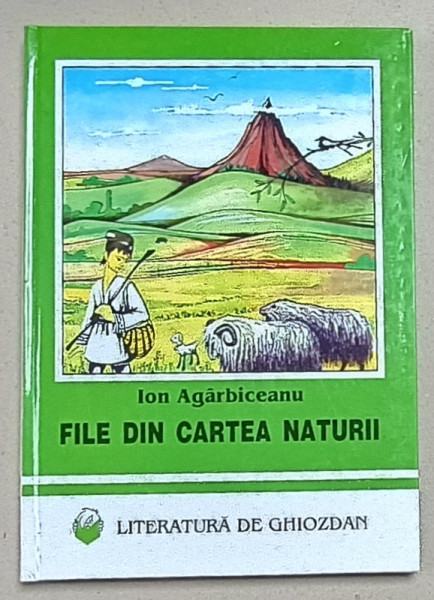 Ion Agârbiceanu
FILE DIN CARTEA NATURII
LITERATURĂ DE GHIOZDAN